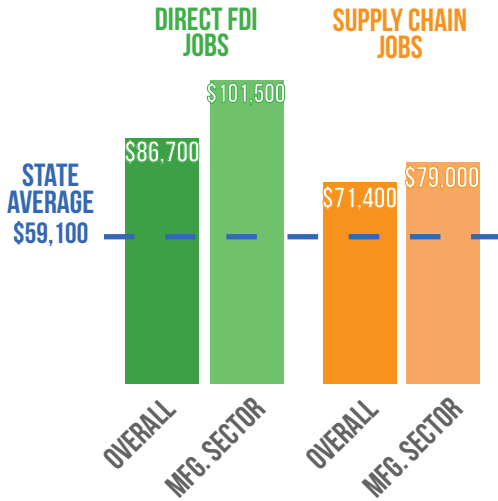 DIRECT FDI
JOBS
SUPPLY CHAIN
JOBS
$101,500
$86,700
$79,000
$71,400
STATE
AVERAGE
$59,100
OVERALL
MFG. SECTOR
OVERALL
MFG. SECTOR